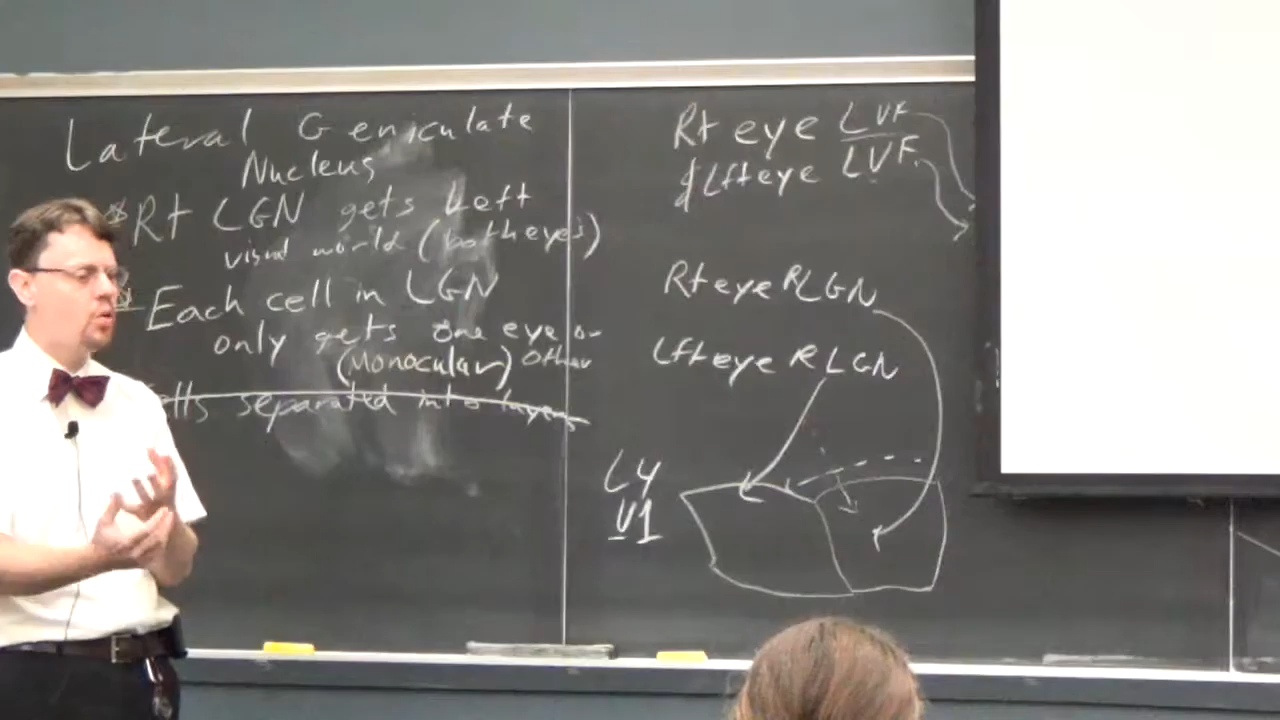 Lateral Geniculate
Nucleus
* Rt LGN gets Left
visual world (both eyes)
* Each cell in LGN
only gets one eye or
(Monocular) Other
cells separated into layers
Rt eye LVF
& Lft eye LVF
Rt eye RLGN
Lft eye RLGN
L4
V1